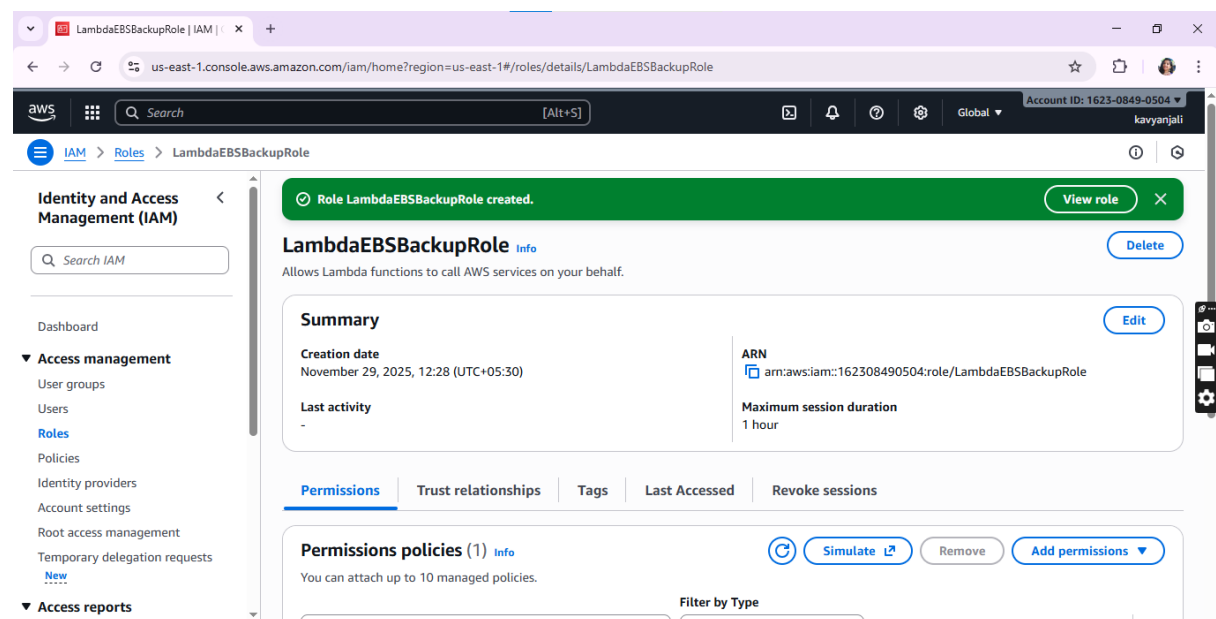 LambdaEBSBackupRole | IAM |
us-east-1.console.aws.amazon.com/iam/home?region=us-east-1#/roles/details/LambdaEBSBackupRole
aws
Search [Alt+S]
Global ▼
Account ID: 1623-0849-0504 ▼
kavyanjali
IAM > Roles > LambdaEBSBackupRole
Identity and Access
Management (IAM)
Search IAM
Dashboard
Access management
User groups
Users
Roles
Policies
Identity providers
Account settings
Root access management
Temporary delegation requests
New
Access reports
Role LambdaEBSBackupRole created.
View role
LambdaEBSBackupRole Info
Delete
Allows Lambda functions to call AWS services on your behalf.
Summary
Edit
Creation date
November 29, 2025, 12:28 (UTC+05:30)
ARN
arn:aws:iam::162308490504:role/LambdaEBSBackupRole
Last activity
-
Maximum session duration
1 hour
Permissions
Trust relationships
Tags
Last Accessed
Revoke sessions
Permissions policies (1) Info
Simulate
Remove
Add permissions ▼
You can attach up to 10 managed policies.
Filter by Type